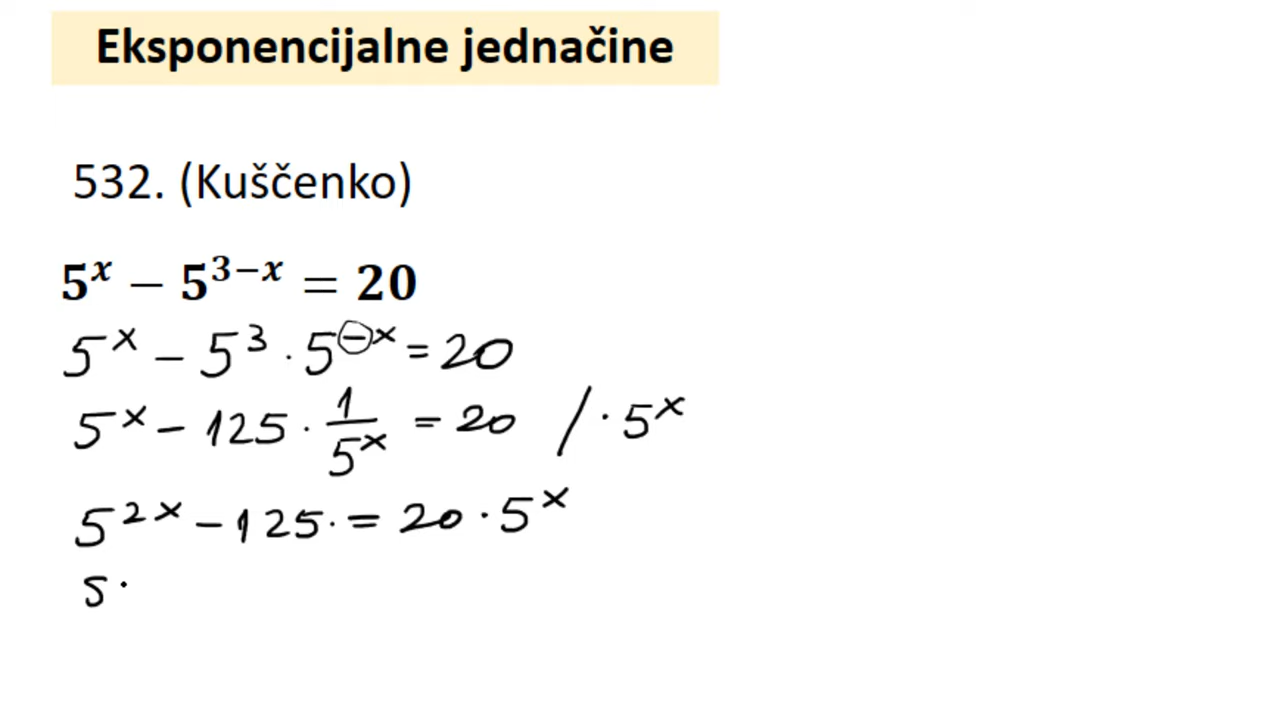 Eksponencijalne jednačine
532. (Kuščenko)
5^x − 5^{3−x} = 20
5^x − 5^3 · 5^{−x} = 20
5^x − 125 · 1/5^x = 20 / · 5^x
5^{2x} − 125 · = 20 · 5^x
5 ·